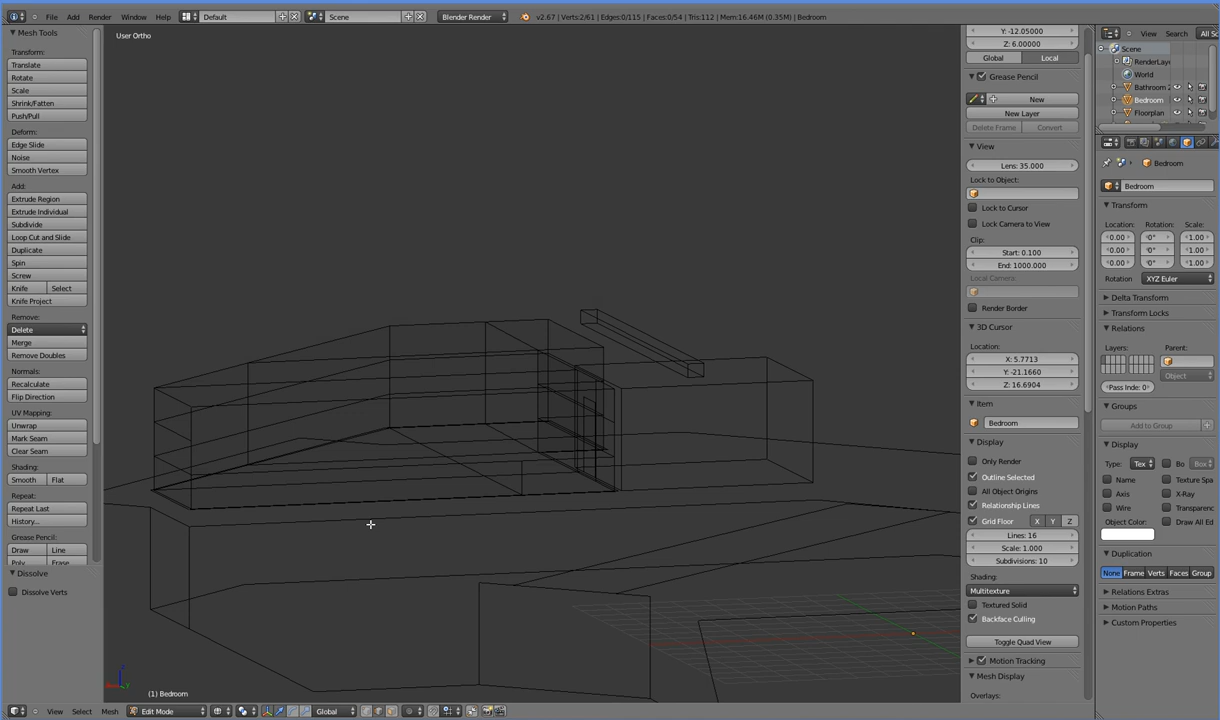 File Add Render Window Help Default Scene Blender Render v2.67 | Verts:2/61 | Edges:0/115 | Faces:0/54 | Tris:112 | Mem:16.46M (0.35M) | Bedroom
Mesh Tools
Transform:
Translate
Rotate
Scale
Shrink/Fatten
Push/Pull
Deform:
Edge Slide
Noise
Smooth Vertex
Add:
Extrude Region
Extrude Individual
Subdivide
Loop Cut and Slide
Duplicate
Spin
Screw
Knife Select
Knife Project
Remove:
Delete
Merge
Remove Doubles
Normals:
Recalculate
Flip Direction
UV Mapping:
Unwrap
Mark Seam
Clear Seam
Shading:
Smooth Flat
Repeat:
Repeat Last
History...
Grease Pencil:
Draw Line
Poly Erase
Dissolve
Dissolve Verts
User Ortho
(1) Bedroom
View Select Mesh Edit Mode Global
Y: -12.05000
Z: 6.00000
Global Local
Grease Pencil
New
New Layer
Delete Frame Convert
View
Lens: 35.000
Lock to Object:
Lock to Cursor
Lock Camera to View
Clip:
Start: 0.100
End: 1000.000
Local Camera:
Render Border
3D Cursor
Location:
X: 5.7713
Y: -21.1660
Z: 16.6904
Item
Bedroom
Display
Only Render
Outline Selected
All Object Origins
Relationship Lines
Grid Floor X Y Z
Lines: 16
Scale: 1.000
Subdivisions: 10
Shading:
Multitexture
Textured Solid
Backface Culling
Toggle Quad View
Motion Tracking
Mesh Display
Overlays:
View Search All Sc
Scene
RenderLaye
World
Bathroom 2
Bedroom
Floorplan
Bedroom
Bedroom
Transform
Location: Rotation: Scale:
0.00 0° 1.00
0.00 0° 1.00
0.00 0° 1.00
Rotation XYZ Euler
Delta Transform
Transform Locks
Relations
Layers: Parent:
Object
Pass Inde: 0
Groups
Add to Group
Display
Type: Tex Bo Box
Name Texture Spa
Axis X-Ray
Wire Transparenc
Object Color: Draw All Ed
Duplication
None Frame Verts Faces Group
Relations Extras
Motion Paths
Custom Properties